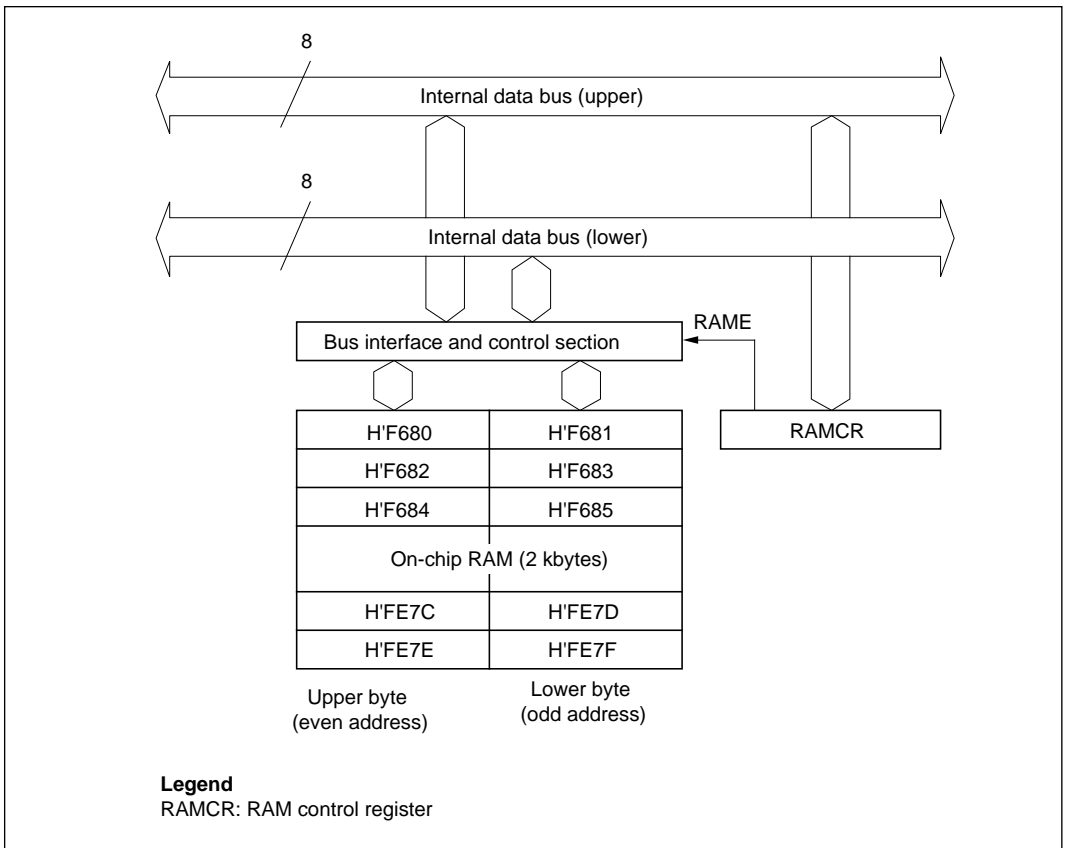 8
Internal data bus (upper)
8
Internal data bus (lower)
Bus interface and control section
RAME
RAMCR
H'F680
H'F681
H'F682
H'F683
H'F684
H'F685
On-chip RAM (2 kbytes)
H'FE7C
H'FE7D
H'FE7E
H'FE7F
Upper byte
(even address)
Lower byte
(odd address)
Legend
RAMCR: RAM control register